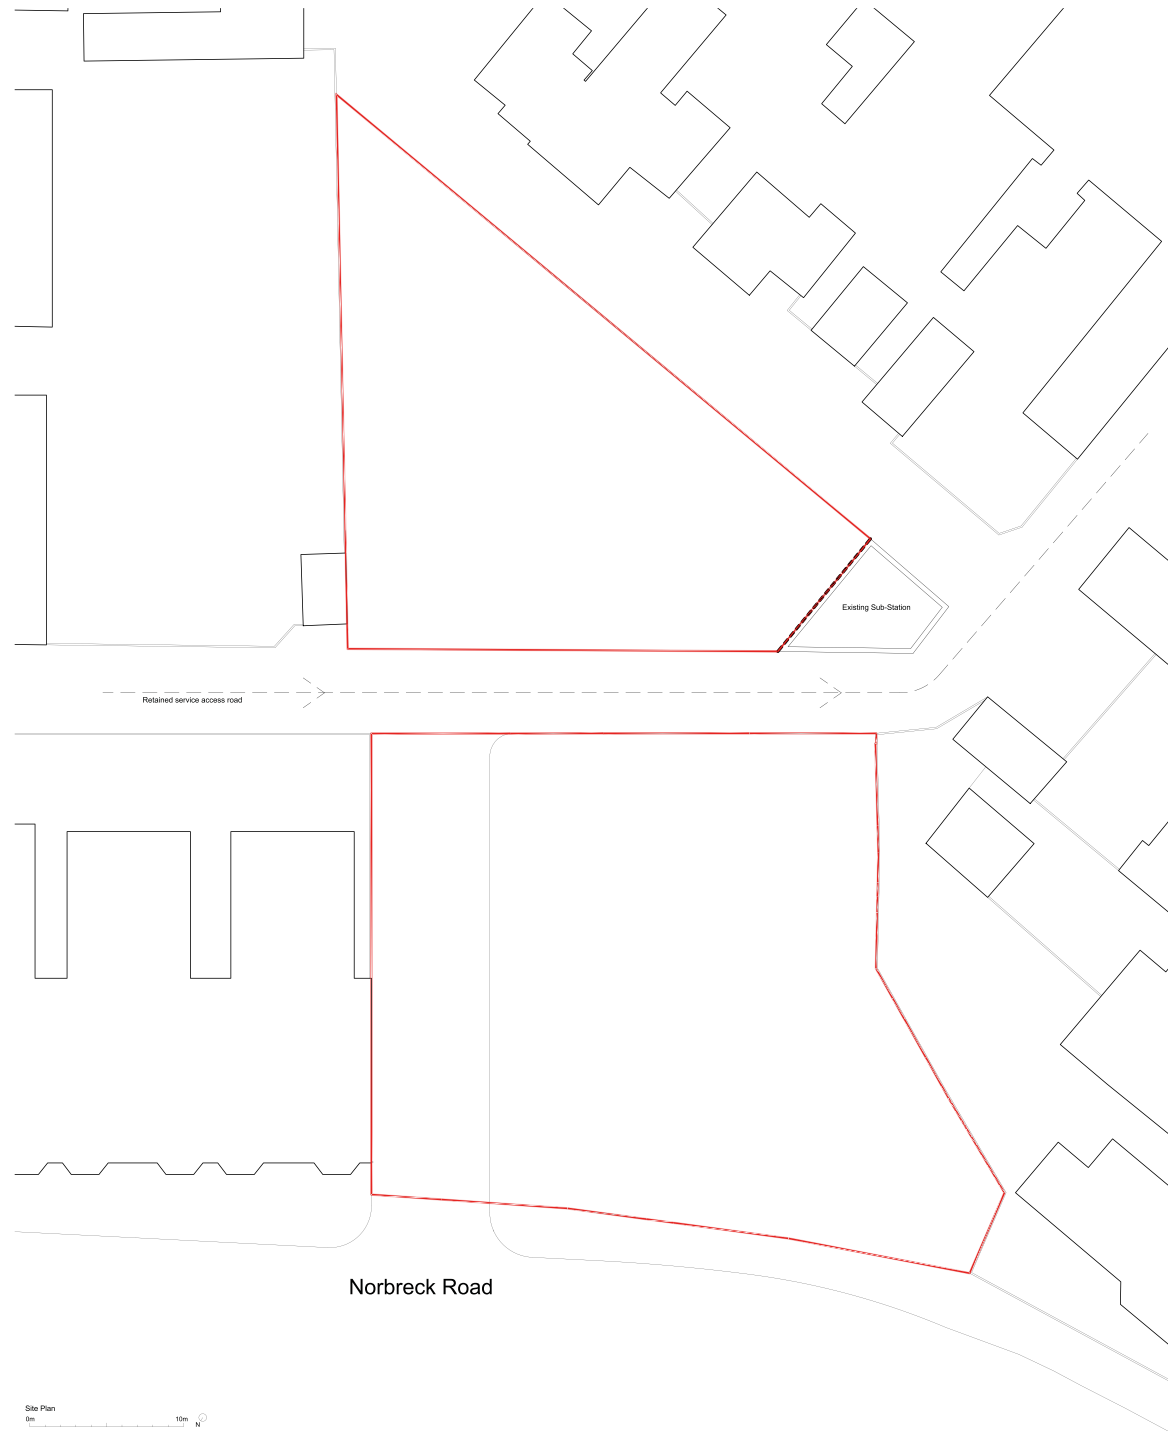 Existing Sub-Station
Retained service access road
Norbreck Road
Site Plan
0m 10m
N